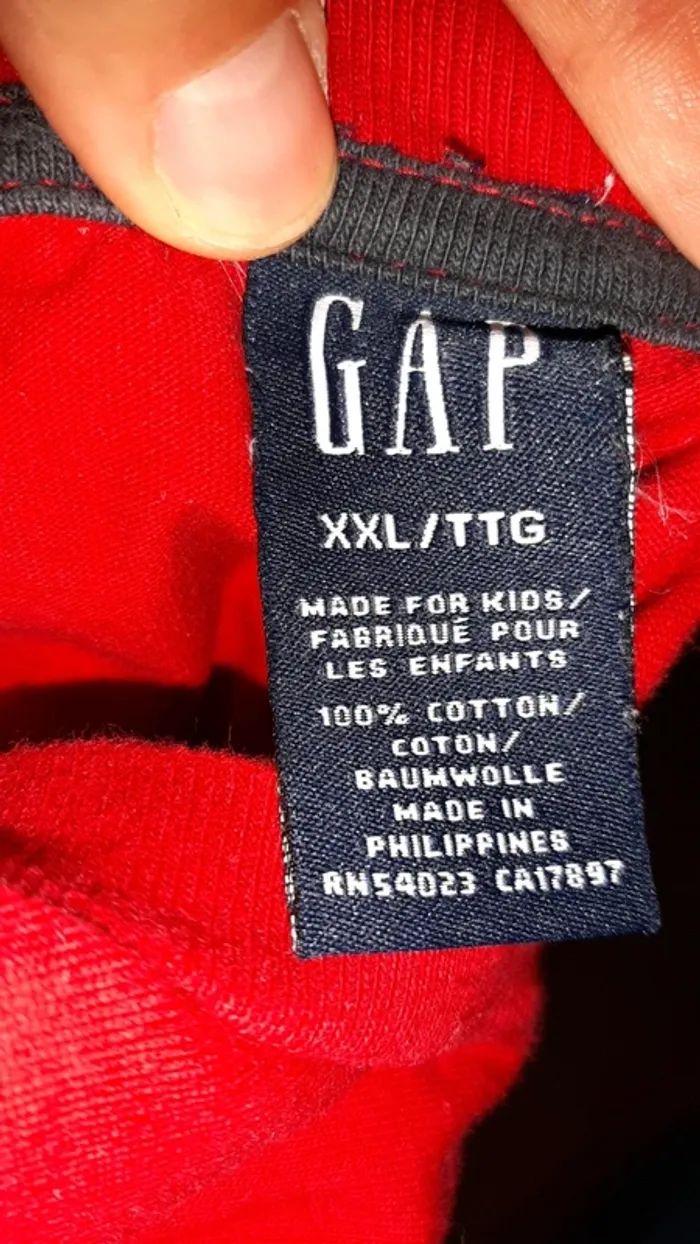 GAP
XXL/TTG
MADE FOR KIDS/
FABRIQUÉ POUR
LES ENFANTS
100% COTTON/
COTON/
BAUMWOLLE
MADE IN
PHILIPPINES
RN54023 CA17897